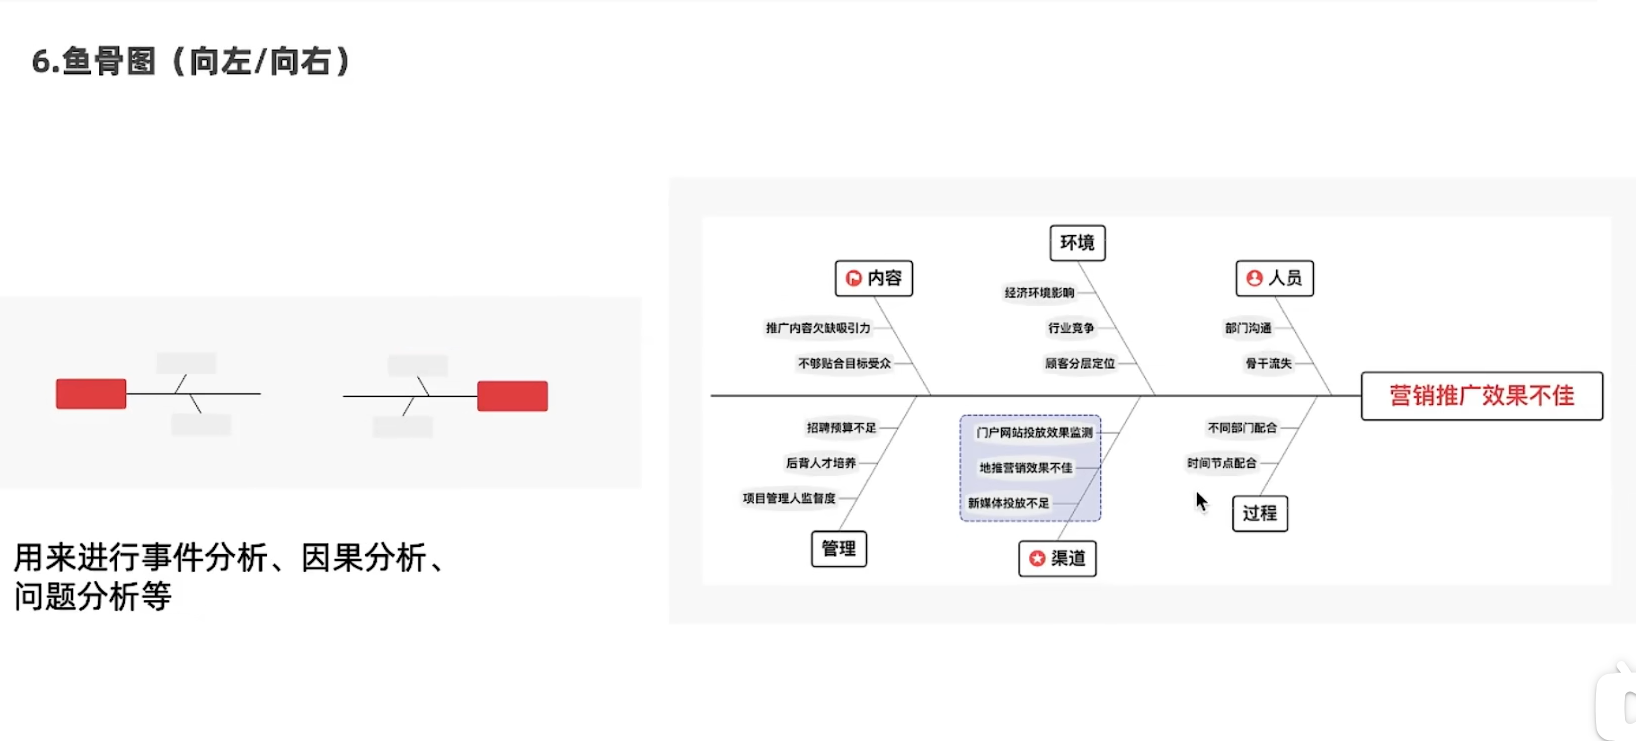 6.鱼骨图（向左/向右）
用来进行事件分析、因果分析、
问题分析等
环境
内容
人员
经济环境影响
推广内容欠缺吸引力
行业竞争
部门沟通
不够贴合目标受众
顾客分层定位
骨干流失
营销推广效果不佳
招聘预算不足
门户网站投放效果监测
不同部门配合
后背人才培养
地推营销效果不佳
时间节点配合
项目管理人监督度
新媒体投放不足
过程
管理
渠道